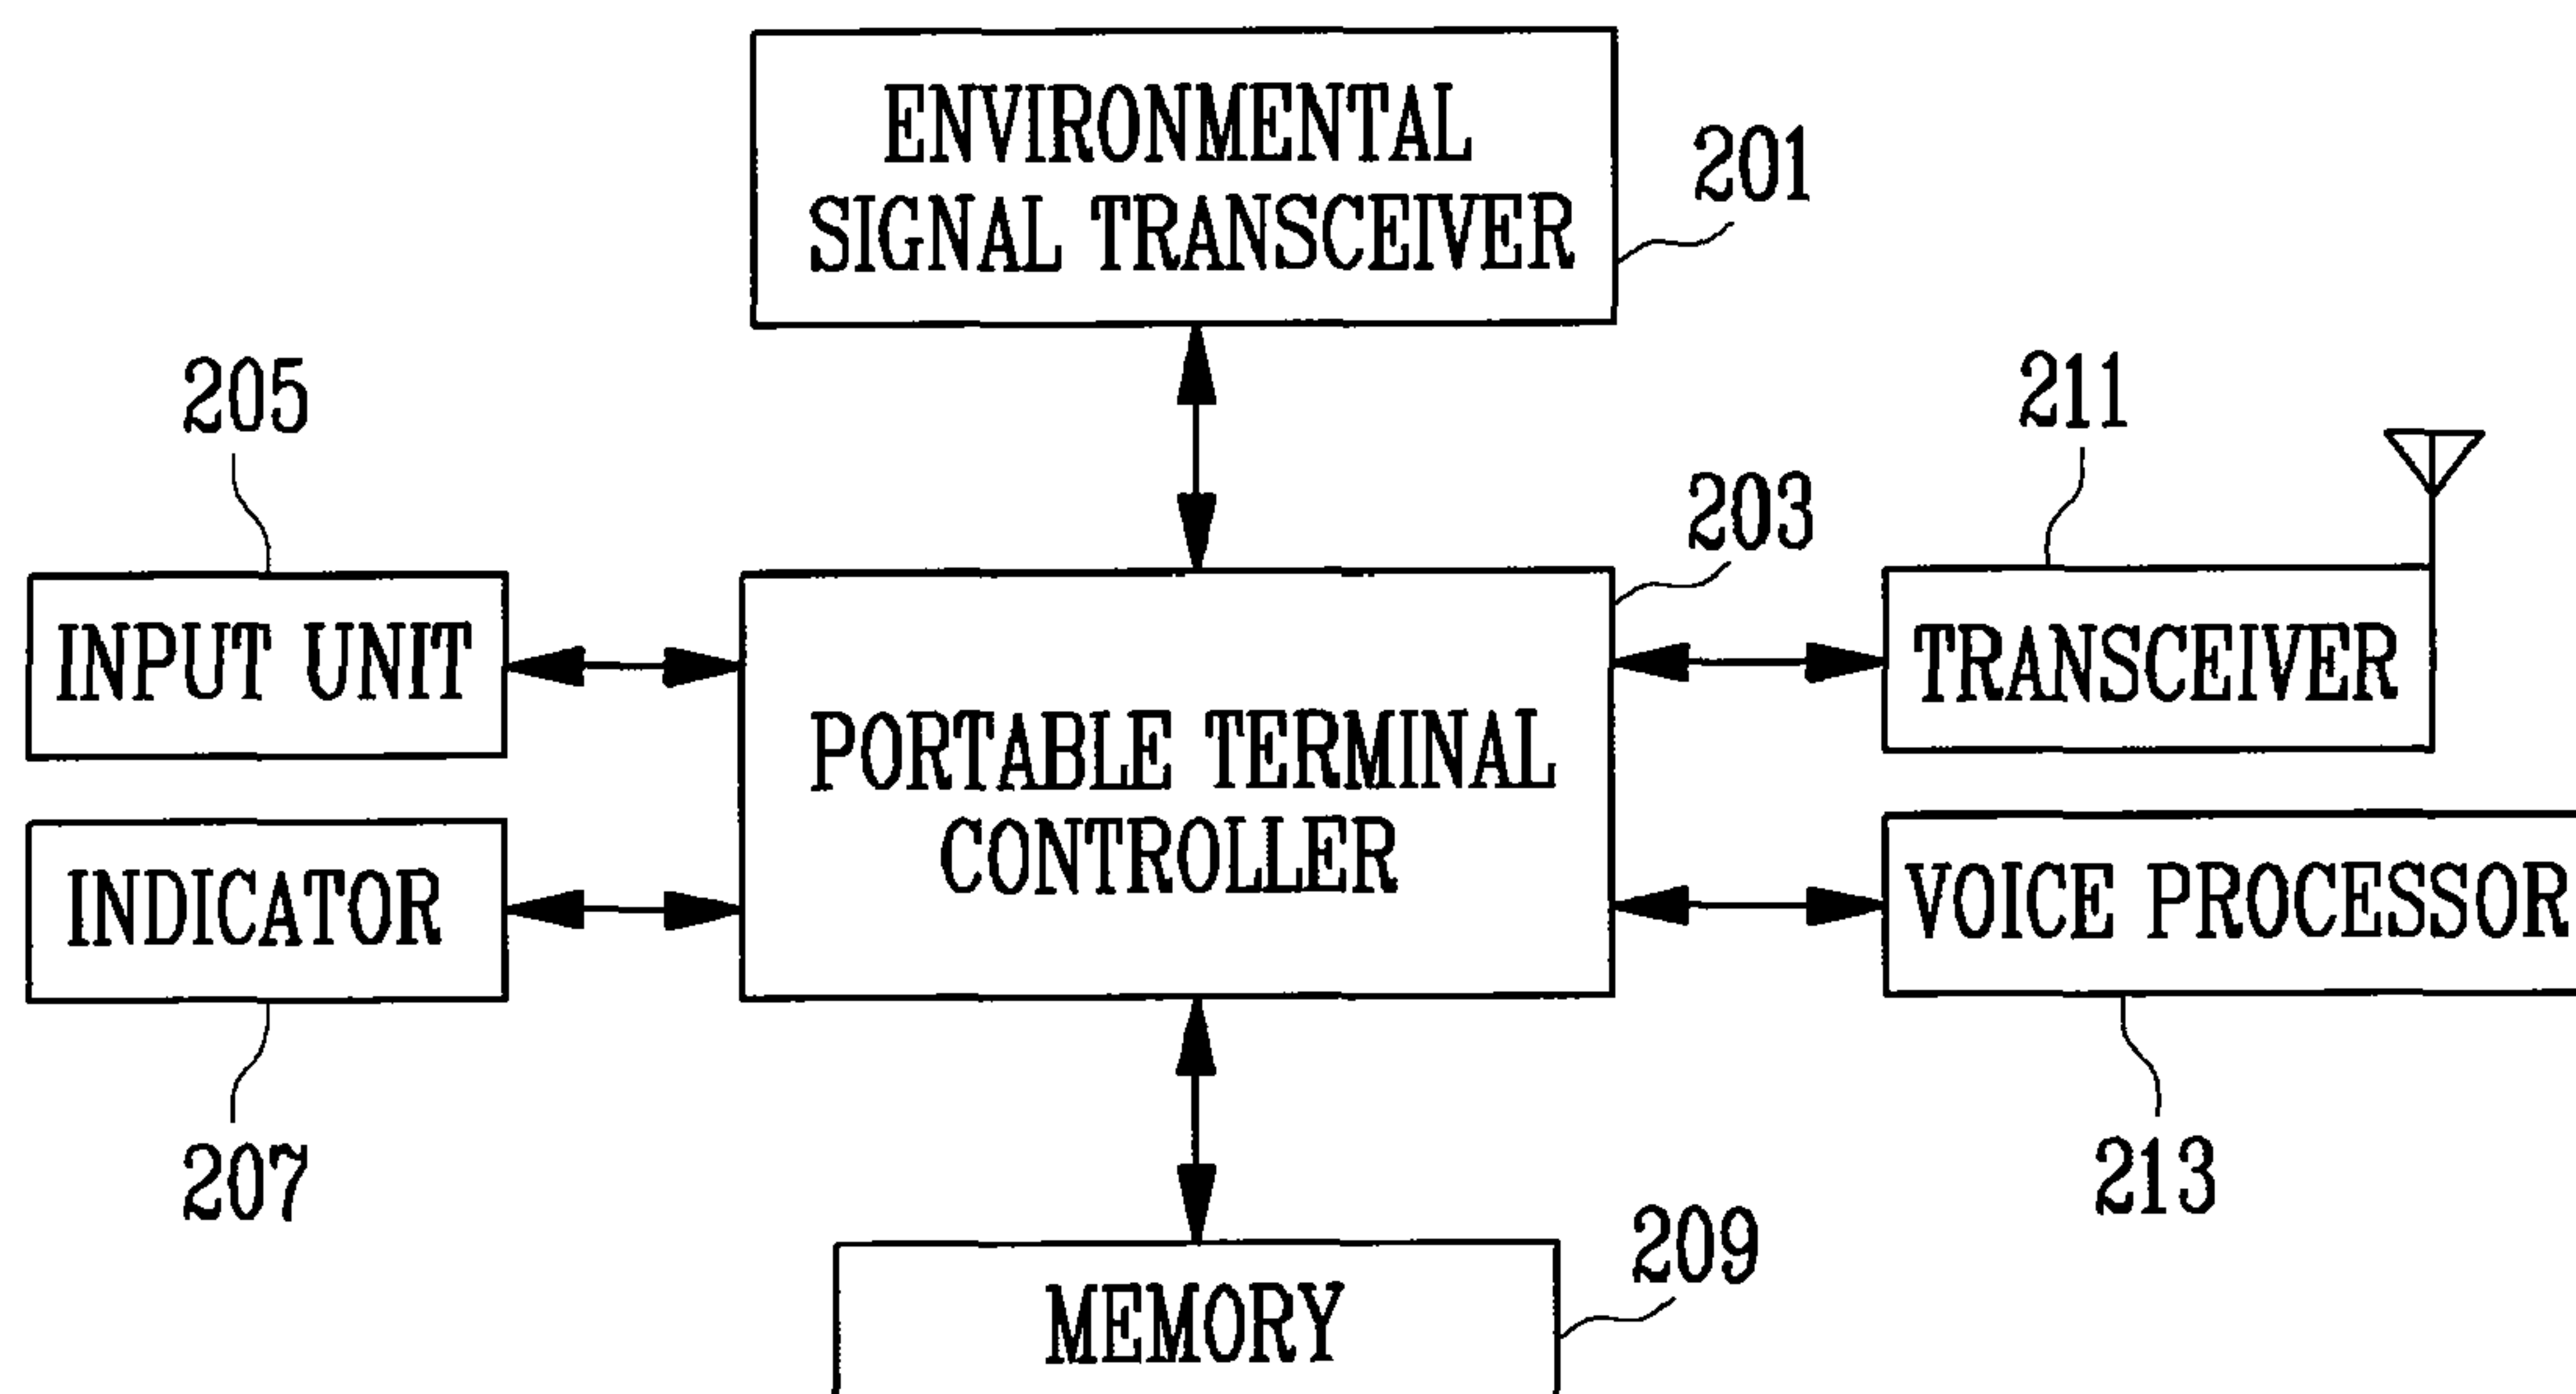 ENVIRONMENTAL
SIGNAL TRANSCEIVER
201
205
211
203
INPUT UNIT
TRANSCEIVER
PORTABLE TERMINAL
CONTROLLER
INDICATOR
VOICE PROCESSOR
207
213
209
MEMORY